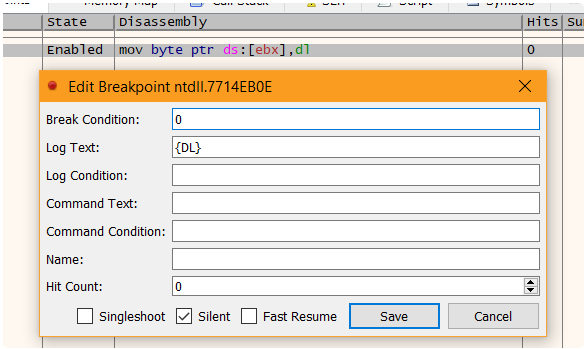 Memory Map Call Stack SEH Script Symbols
State Disassembly Hits Sum
Enabled mov byte ptr ds:[ebx],dl 0
Edit Breakpoint ntdll.7714EB0E
Break Condition: 0
Log Text: {DL}
Log Condition:
Command Text:
Command Condition:
Name:
Hit Count: 0
Singleshoot Silent Fast Resume Save Cancel